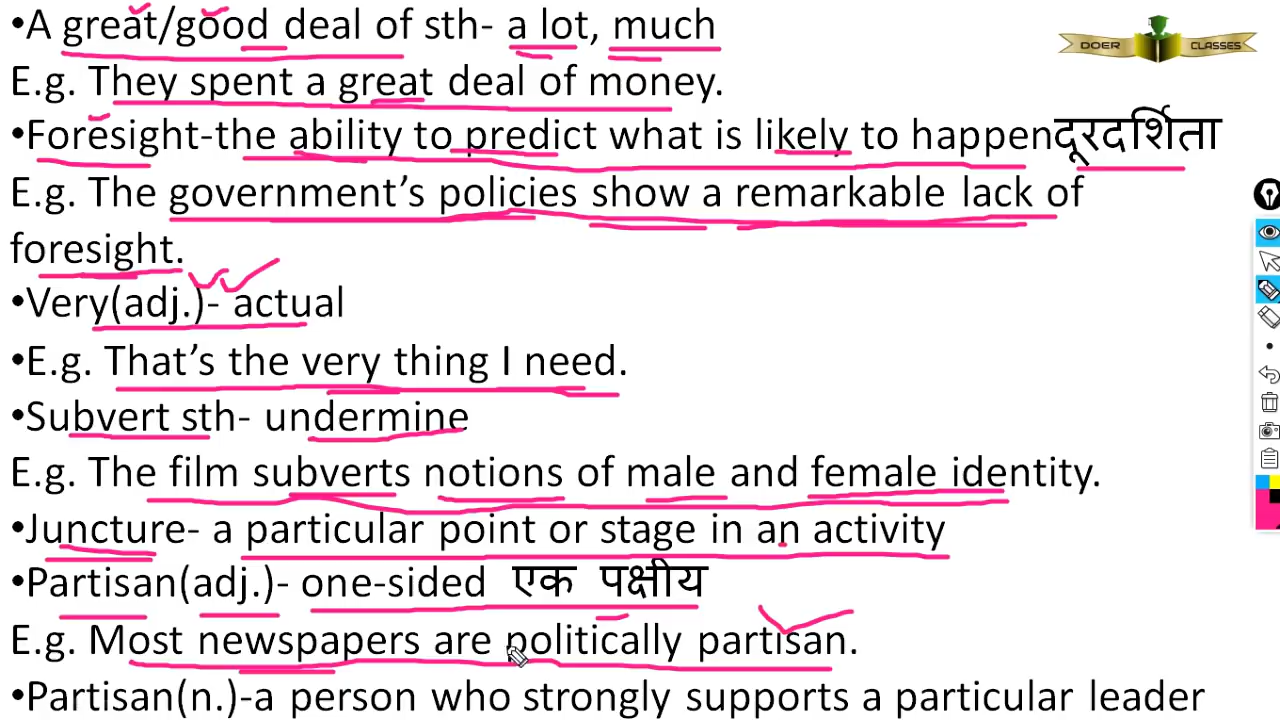 •A great/good deal of sth- a lot, much
DOER CLASSES
E.g. They spent a great deal of money.
•Foresight-the ability to predict what is likely to happenदूरदर्शिता
E.g. The government’s policies show a remarkable lack of
foresight.
•Very(adj.)- actual
•E.g. That’s the very thing I need.
•Subvert sth- undermine
E.g. The film subverts notions of male and female identity.
•Juncture- a particular point or stage in an activity
•Partisan(adj.)- one-sided एक पक्षीय
E.g. Most newspapers are politically partisan.
•Partisan(n.)-a person who strongly supports a particular leader